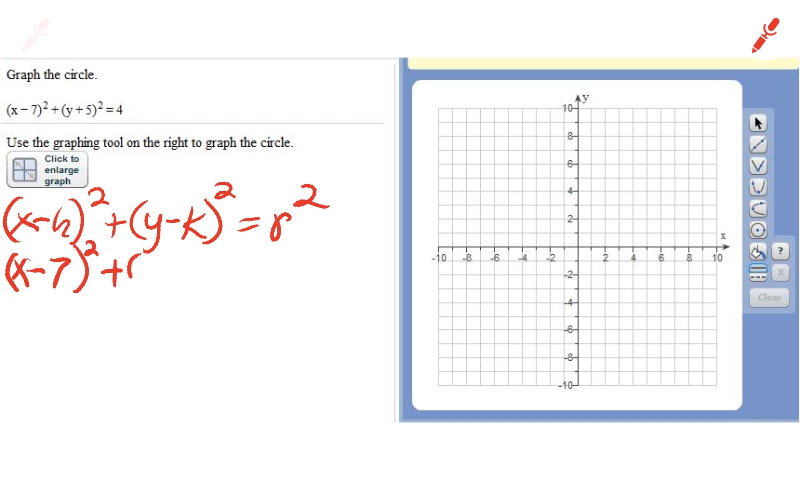 Graph the circle.
(x − 7)² + (y + 5)² = 4
Use the graphing tool on the right to graph the circle.
Click to
enlarge
graph
(x-h)² + (y-k)² = r²
(x-7)² + (
y
10
8
6
4
2
x
-10 -8 -6 -4 -2 2 4 6 8 10
-2
-4
-6
-8
-10
?
x
Clear